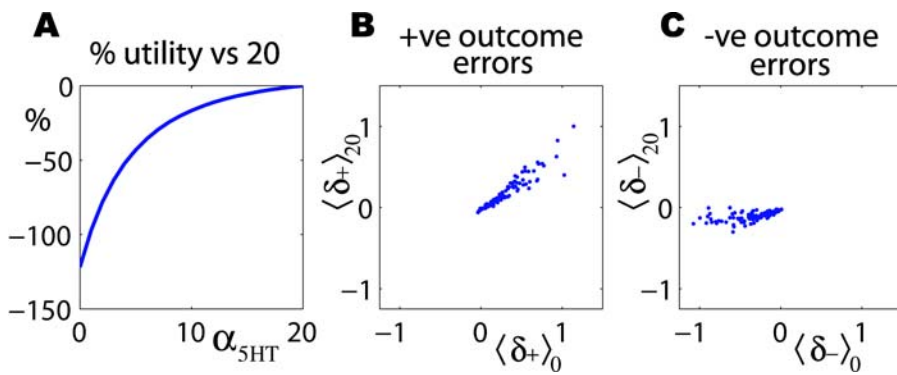 A
% utility vs 20
0
%
−50
−100
−150
0
10
20
α5HT
B
+ve outcome
errors
⟨δ+⟩20
1
0
−1
−1
0
1
⟨δ+⟩0
C
-ve outcome
errors
⟨δ−⟩20
1
0
−1
−1
0
1
⟨δ−⟩0